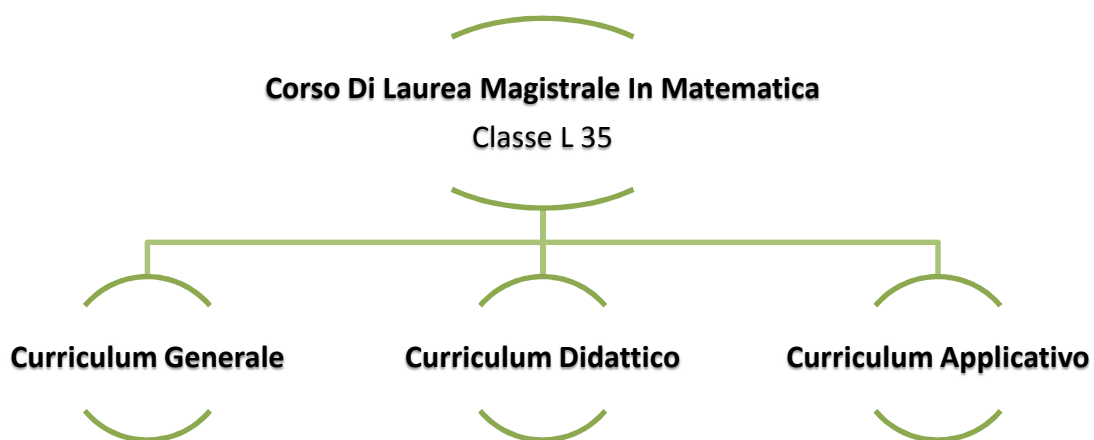 Corso Di Laurea Magistrale In Matematica
Classe L 35
Curriculum Generale
Curriculum Didattico
Curriculum Applicativo